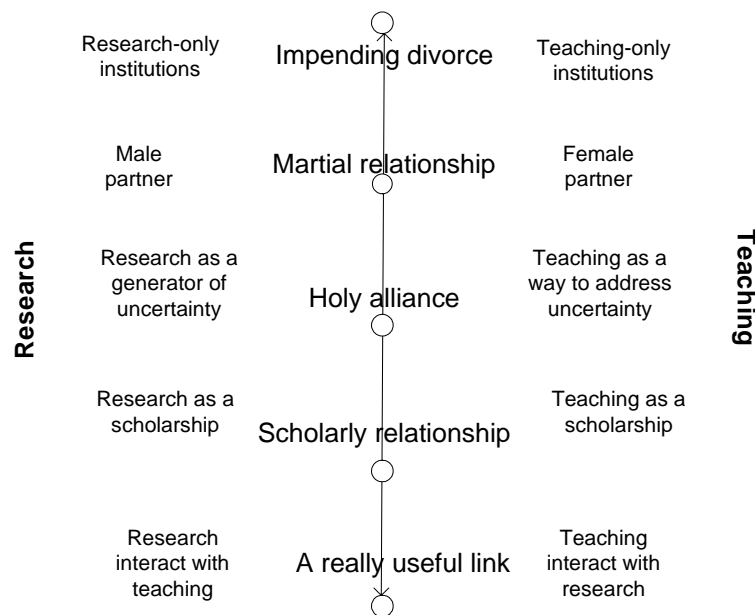 Research-only
institutions
Impending divorce
Teaching-only
institutions
Male
partner
Martial relationship
Female
partner
Research
Research as a
generator of
uncertainty
Holy alliance
Teaching as a
way to address
uncertainty
Teaching
Research as a
scholarship
Scholarly relationship
Teaching as a
scholarship
Research
interact with
teaching
A really useful link
Teaching
interact with
research